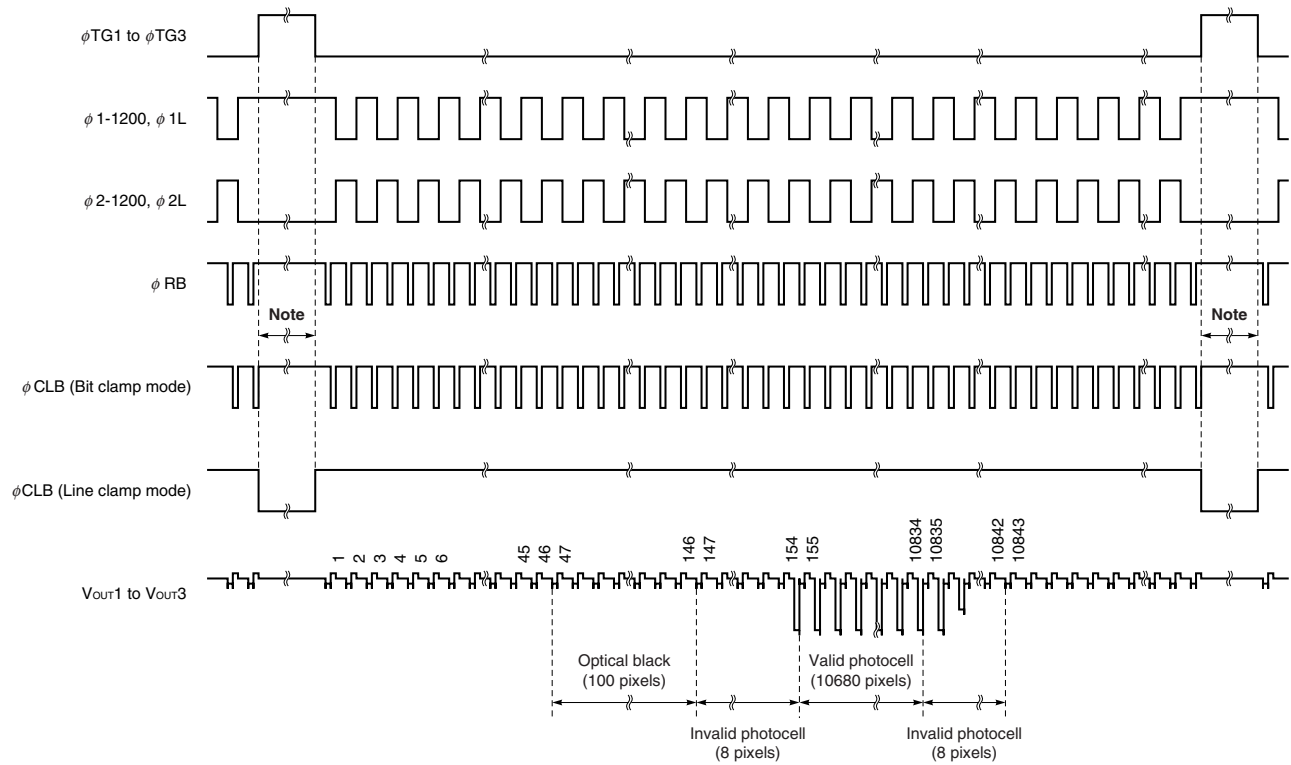 ϕTG1 to ϕTG3
ϕ1-1200, ϕ1L
ϕ2-1200, ϕ2L
ϕRB
Note
Note
ϕCLB (Bit clamp mode)
ϕCLB (Line clamp mode)
1 2 3 4 5 6 45 46 47 146 147 154 155 10834 10835 10842 10843
VOUT1 to VOUT3
Optical black
(100 pixels)
Valid photocell
(10680 pixels)
Invalid photocell
(8 pixels)
Invalid photocell
(8 pixels)